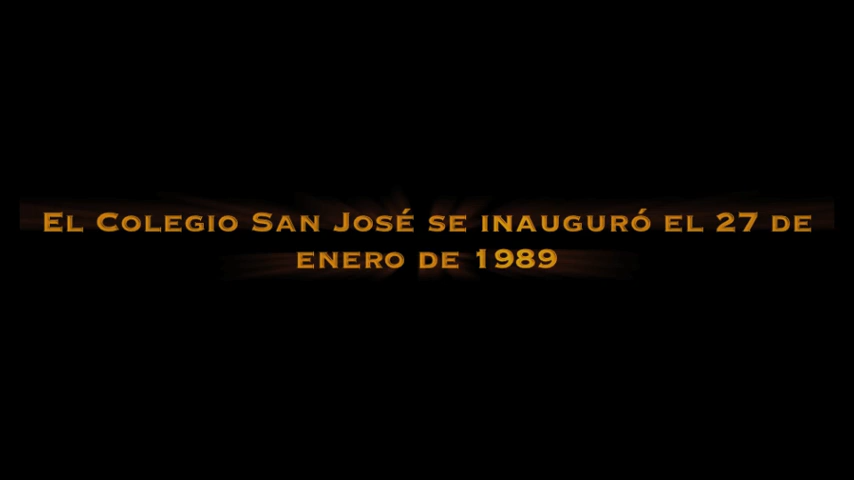 El Colegio San José se inauguró el 27 de
enero de 1989